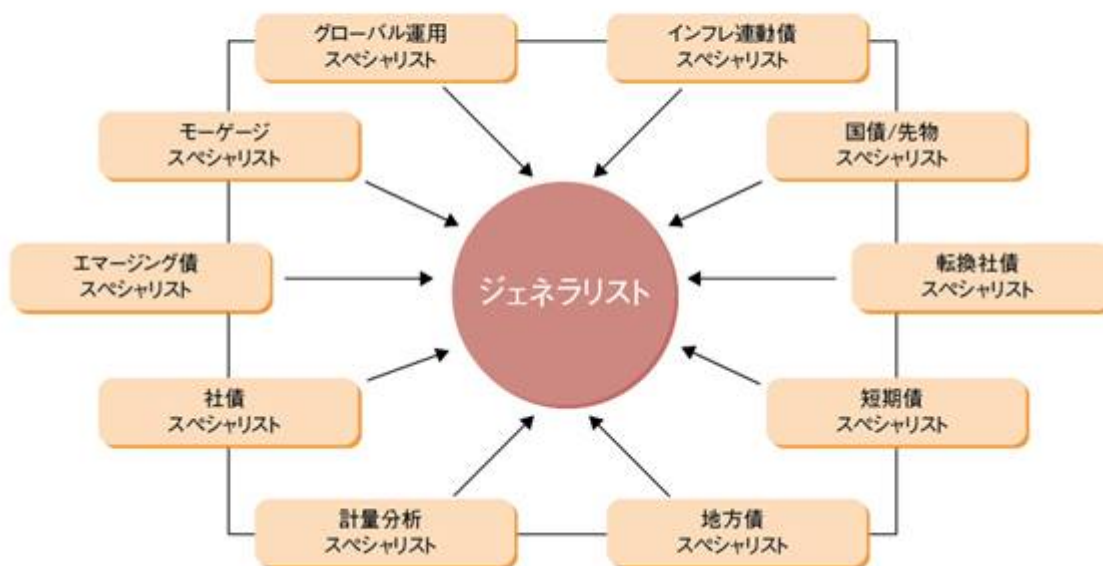 グローバル運用
スペシャリスト
インフレ連動債
スペシャリスト
モーゲージ
スペシャリスト
国債/先物
スペシャリスト
エマージング債
スペシャリスト
ジェネラリスト
転換社債
スペシャリスト
社債
スペシャリスト
短期債
スペシャリスト
計量分析
スペシャリスト
地方債
スペシャリスト